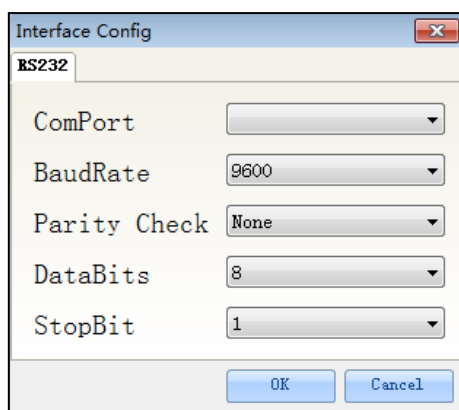 Interface Config
RS232
ComPort
BaudRate 9600
Parity Check None
DataBits 8
StopBit 1
OK Cancel